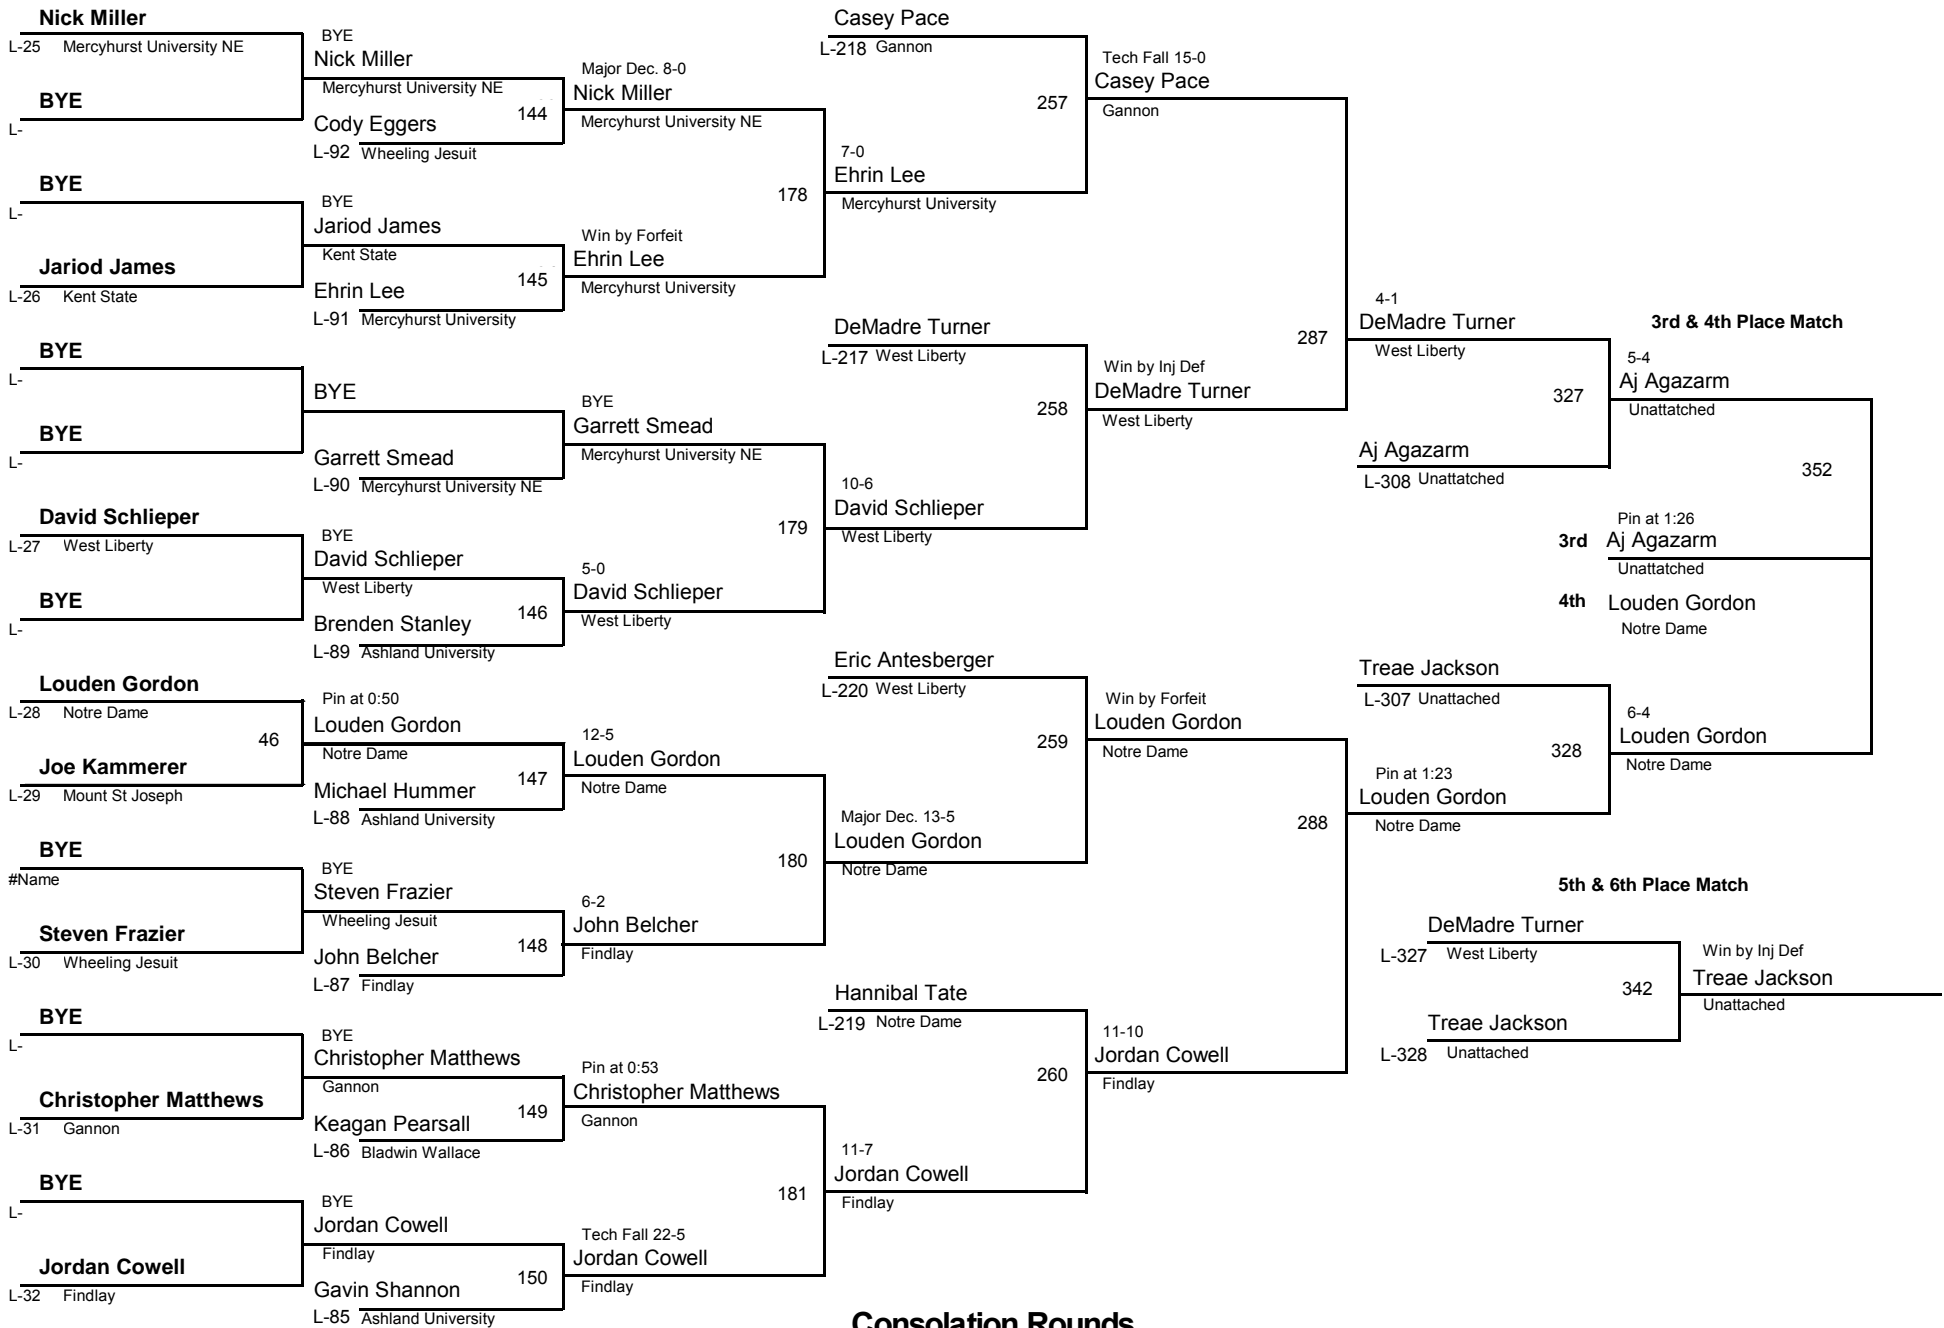 Nick Miller
L-25 Mercyhurst University NE
BYE
L-
BYE
L-
Jariod James
L-26 Kent State
BYE
L-
BYE
L-
David Schlieper
L-27 West Liberty
BYE
L-
Louden Gordon
L-28 Notre Dame
46
Joe Kammerer
L-29 Mount St Joseph
BYE
#Name
Steven Frazier
L-30 Wheeling Jesuit
BYE
L-
Christopher Matthews
L-31 Gannon
BYE
L-
Jordan Cowell
L-32 Findlay
BYE
Nick Miller
Mercyhurst University NE
144
Cody Eggers
L-92 Wheeling Jesuit
BYE
Jariod James
Kent State
145
Ehrin Lee
L-91 Mercyhurst University
BYE
Garrett Smead
L-90 Mercyhurst University NE
BYE
David Schlieper
West Liberty
146
Brenden Stanley
L-89 Ashland University
Pin at 0:50
Louden Gordon
Notre Dame
147
Michael Hummer
L-88 Ashland University
BYE
Steven Frazier
Wheeling Jesuit
148
John Belcher
L-87 Findlay
BYE
Christopher Matthews
Gannon
149
Keagan Pearsall
L-86 Bladwin Wallace
BYE
Jordan Cowell
Findlay
150
Gavin Shannon
L-85 Ashland University
Major Dec. 8-0
Nick Miller
Mercyhurst University NE
178
Win by Forfeit
Ehrin Lee
Mercyhurst University
BYE
Garrett Smead
Mercyhurst University NE
179
5-0
David Schlieper
West Liberty
12-5
Louden Gordon
Notre Dame
180
6-2
John Belcher
Findlay
Pin at 0:53
Christopher Matthews
Gannon
181
Tech Fall 22-5
Jordan Cowell
Findlay
Casey Pace
L-218 Gannon
257
7-0
Ehrin Lee
Mercyhurst University
DeMadre Turner
L-217 West Liberty
258
10-6
David Schlieper
West Liberty
Eric Antesberger
L-220 West Liberty
259
Major Dec. 13-5
Louden Gordon
Notre Dame
Hannibal Tate
L-219 Notre Dame
260
11-7
Jordan Cowell
Findlay
Tech Fall 15-0
Casey Pace
Gannon
287
Win by Inj Def
DeMadre Turner
West Liberty
Win by Forfeit
Louden Gordon
Notre Dame
288
11-10
Jordan Cowell
Findlay
4-1
DeMadre Turner
West Liberty
327
Aj Agazarm
L-308 Unattatched
Treae Jackson
L-307 Unattached
328
Pin at 1:23
Louden Gordon
Notre Dame
3rd & 4th Place Match
5-4
Aj Agazarm
Unattatched
352
Pin at 1:26
3rd Aj Agazarm
Unattatched
4th Louden Gordon
Notre Dame
6-4
Louden Gordon
Notre Dame
5th & 6th Place Match
DeMadre Turner
L-327 West Liberty
342
Treae Jackson
L-328 Unattached
Win by Inj Def
Treae Jackson
Unattached
Consolation Rounds